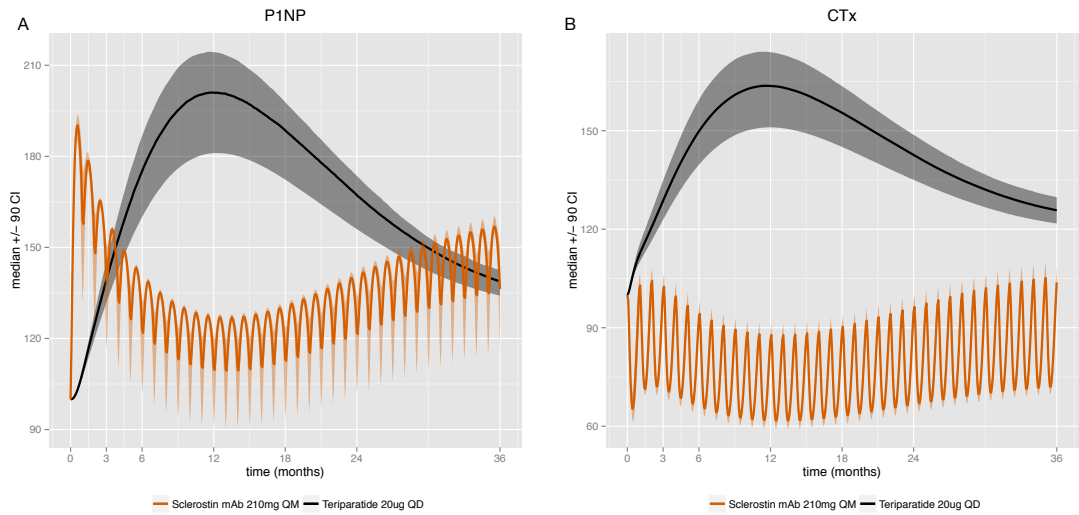 A
P1NP
median +/− 90 CI
210
180
150
120
90
0 3 6 12 18 24 36
time (months)
Sclerostin mAb 210mg QM Teriparatide 20ug QD
B
CTx
median +/− 90 CI
150
120
90
60
0 3 6 12 18 24 36
time (months)
Sclerostin mAb 210mg QM Teriparatide 20ug QD